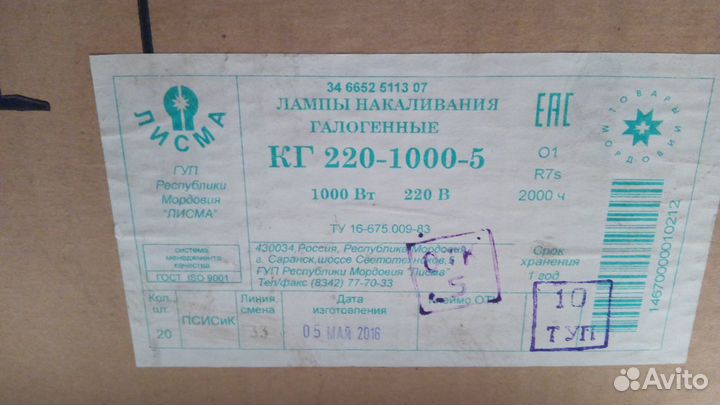 34 6652 5113 07
ЛАМПЫ НАКАЛИВАНИЯ
ГАЛОГЕННЫЕ
КГ 220-1000-5
1000 Вт 220 В
ТУ 16-675.009-83
ЛИСМА
ГУП
Республики
Мордовия
"ЛИСМА"
система
менеджмента
качества
ГОСТ ISO 9001
430034,Россия, Республика Мордовия,
г. Саранск,шоссе Светотехников,
ГУП Республики Мордовия "Лисма"
Тел/факс (8342) 77-70-33
EAC
О1
R7s
2000 ч
Срок
хранения
1 год
ТОВАРЫ
МОРДОВИИ
14670000010212
Кол.
шт.
20
ПСИСиК
Линия
смена
33
Дата
изготовления
05 МАЯ 2016
Клеймо ОТК
ОТК
5
10
ТУП
Avito